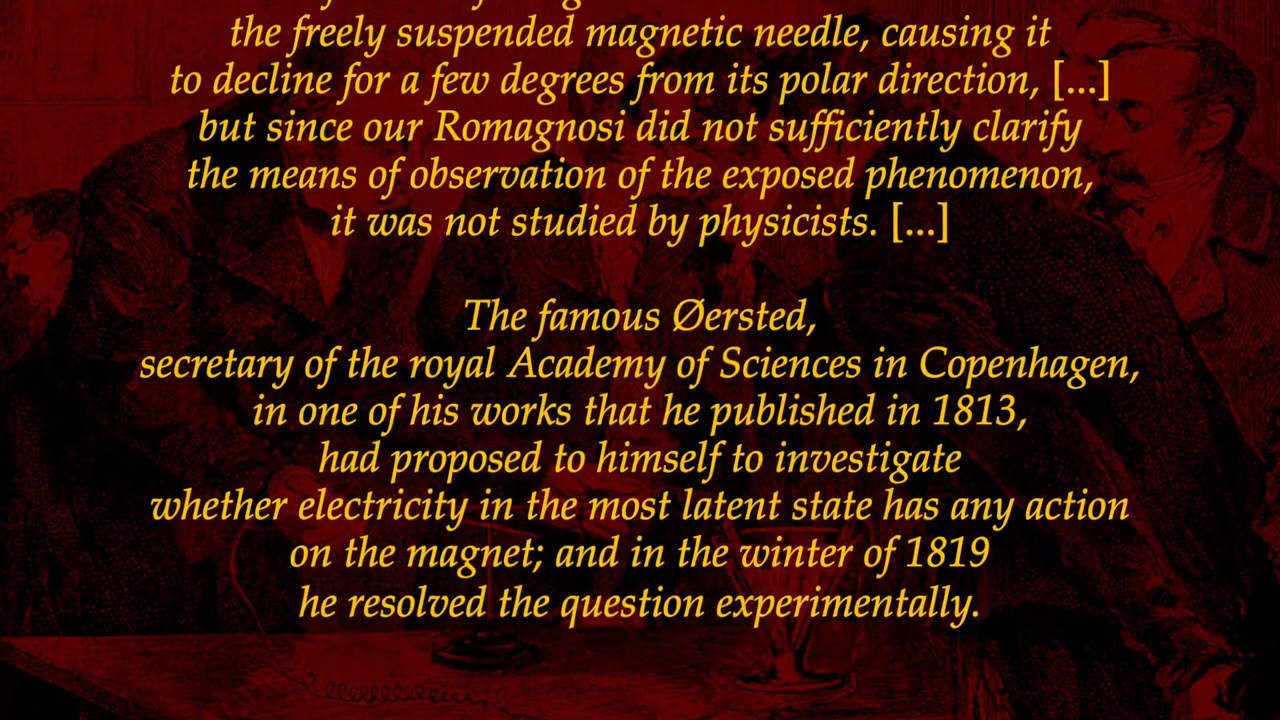 the freely suspended magnetic needle, causing it
to decline for a few degrees from its polar direction, [...]
but since our Romagnosi did not sufficiently clarify
the means of observation of the exposed phenomenon,
it was not studied by physicists. [...]
The famous Øersted,
secretary of the royal Academy of Sciences in Copenhagen,
in one of his works that he published in 1813,
had proposed to himself to investigate
whether electricity in the most latent state has any action
on the magnet; and in the winter of 1819
he resolved the question experimentally.